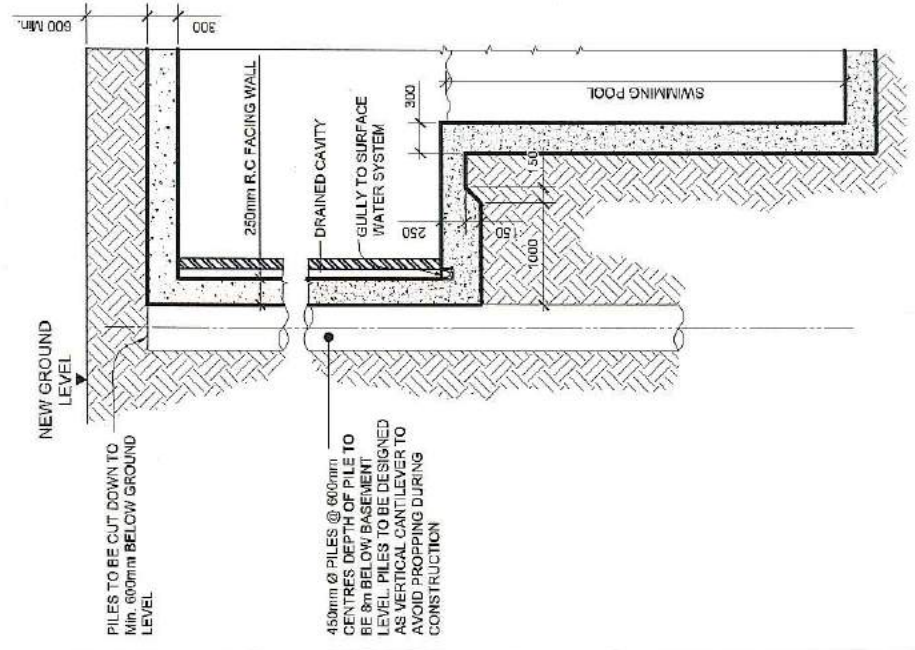 600 Min.
300
NEW GROUND
LEVEL
PILES TO BE CUT DOWN TO
Min. 600mm BELOW GROUND
LEVEL
250mm R.C FACING WALL
DRAINED CAVITY
GULLY TO SURFACE
WATER SYSTEM
300
SWIMMING POOL
250
150
150
1000
450mm Ø PILES @ 600mm
CENTRES DEPTH OF PILE TO
BE 8m BELOW BASEMENT
LEVEL. PILES TO BE DESIGNED
AS VERTICAL CANTILEVER TO
AVOID PROPPING DURING
CONSTRUCTION